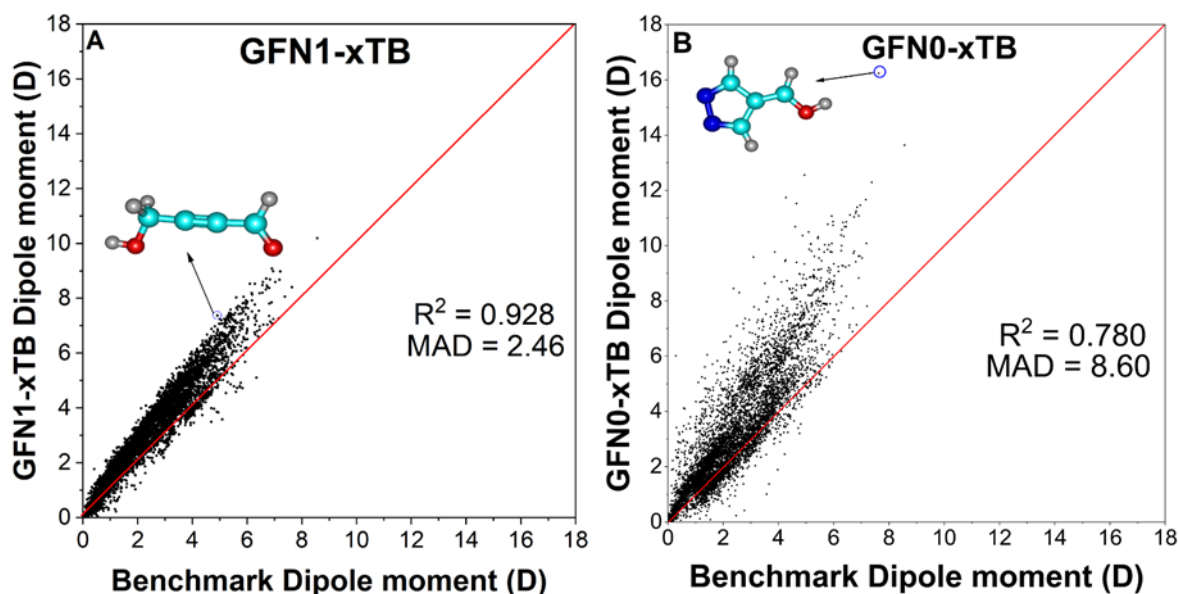 A
GFN1-xTB
GFN1-xTB Dipole moment (D)
18
16
14
12
10
8
6
4
2
0
R² = 0.928
MAD = 2.46
0 2 4 6 8 10 12 14 16 18
Benchmark Dipole moment (D)
B
GFN0-xTB
GFN0-xTB Dipole moment (D)
18
16
14
12
10
8
6
4
2
0
R² = 0.780
MAD = 8.60
0 2 4 6 8 10 12 14 16 18
Benchmark Dipole moment (D)